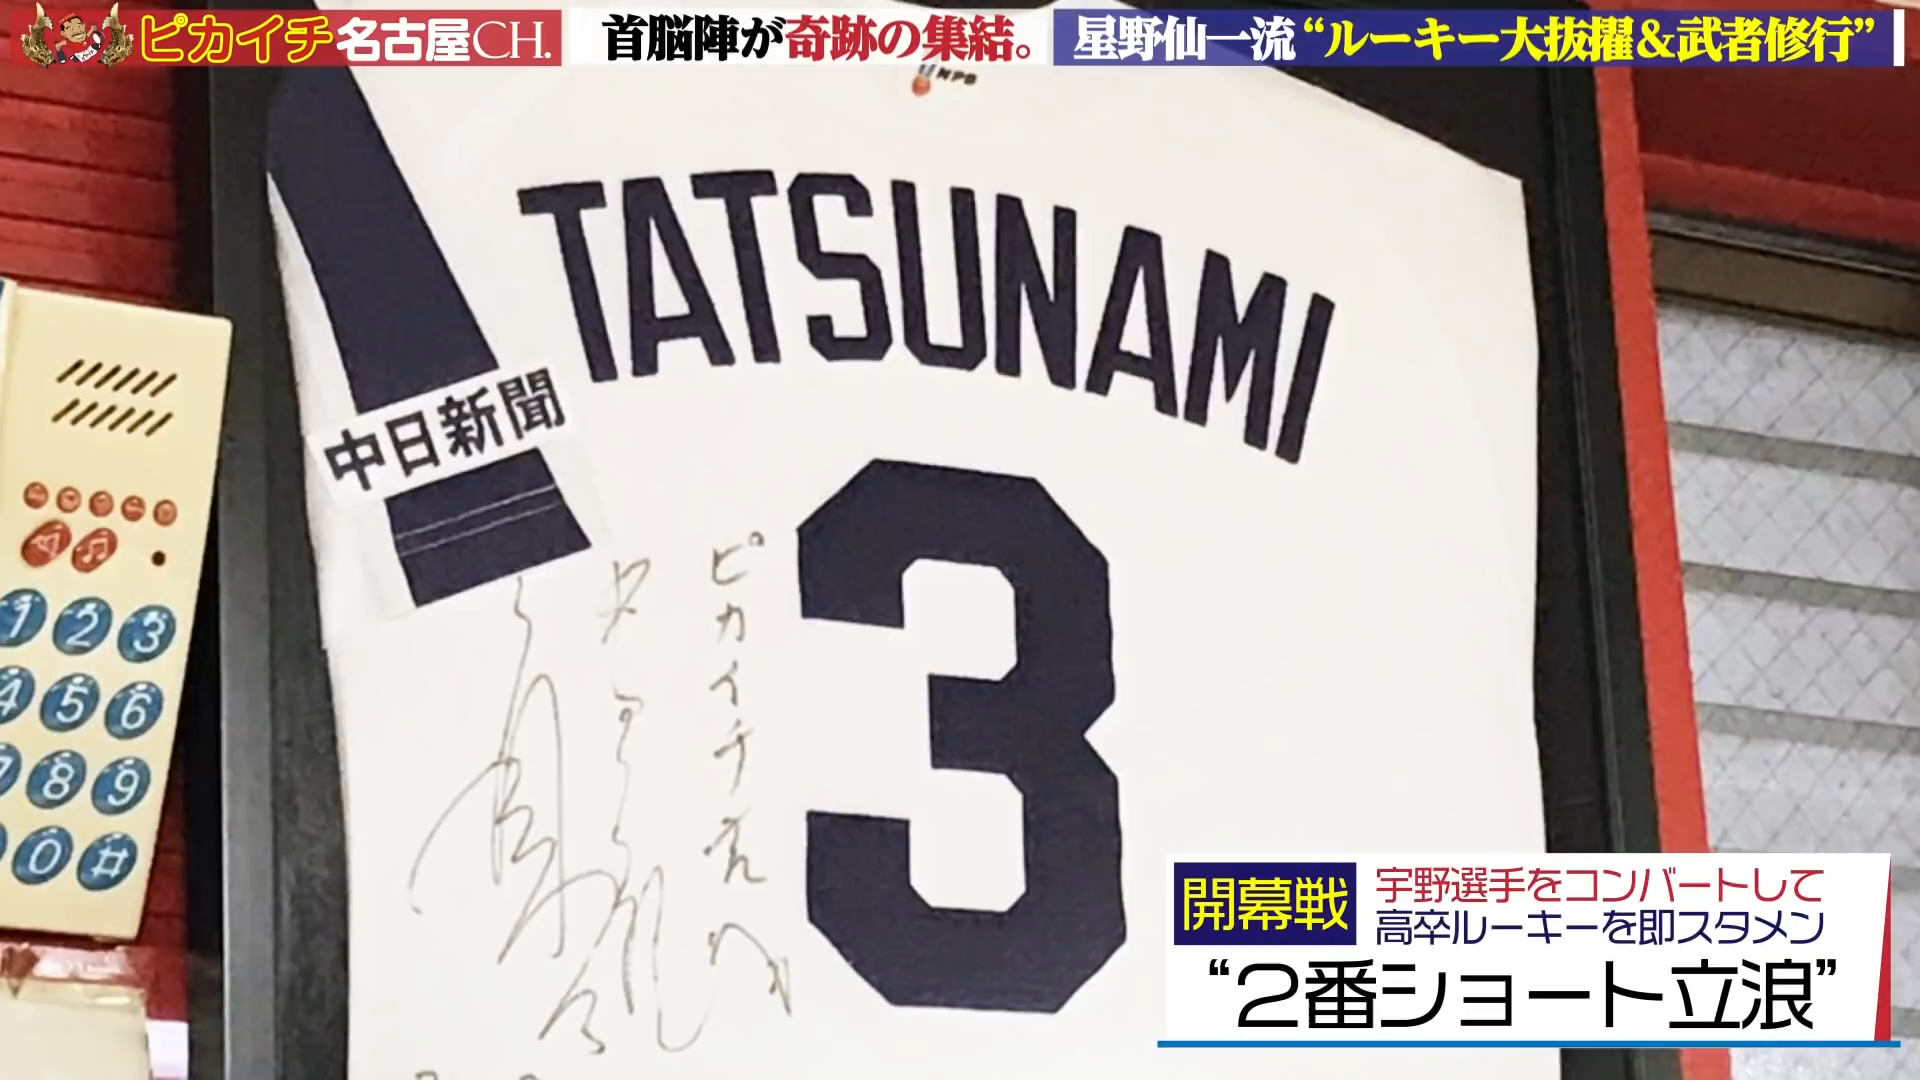 ピカイチ名古屋CH.
首脳陣が奇跡の集結。
星野仙一流“ルーキー大抜擢&武者修行”
NPB
TATSUNAMI
中日新聞
3
ピカイチ
1 2 3
4 5 6
7 8 9
0 #
開幕戦
宇野選手をコンバートして
高卒ルーキーを即スタメン
“2番ショート立浪”